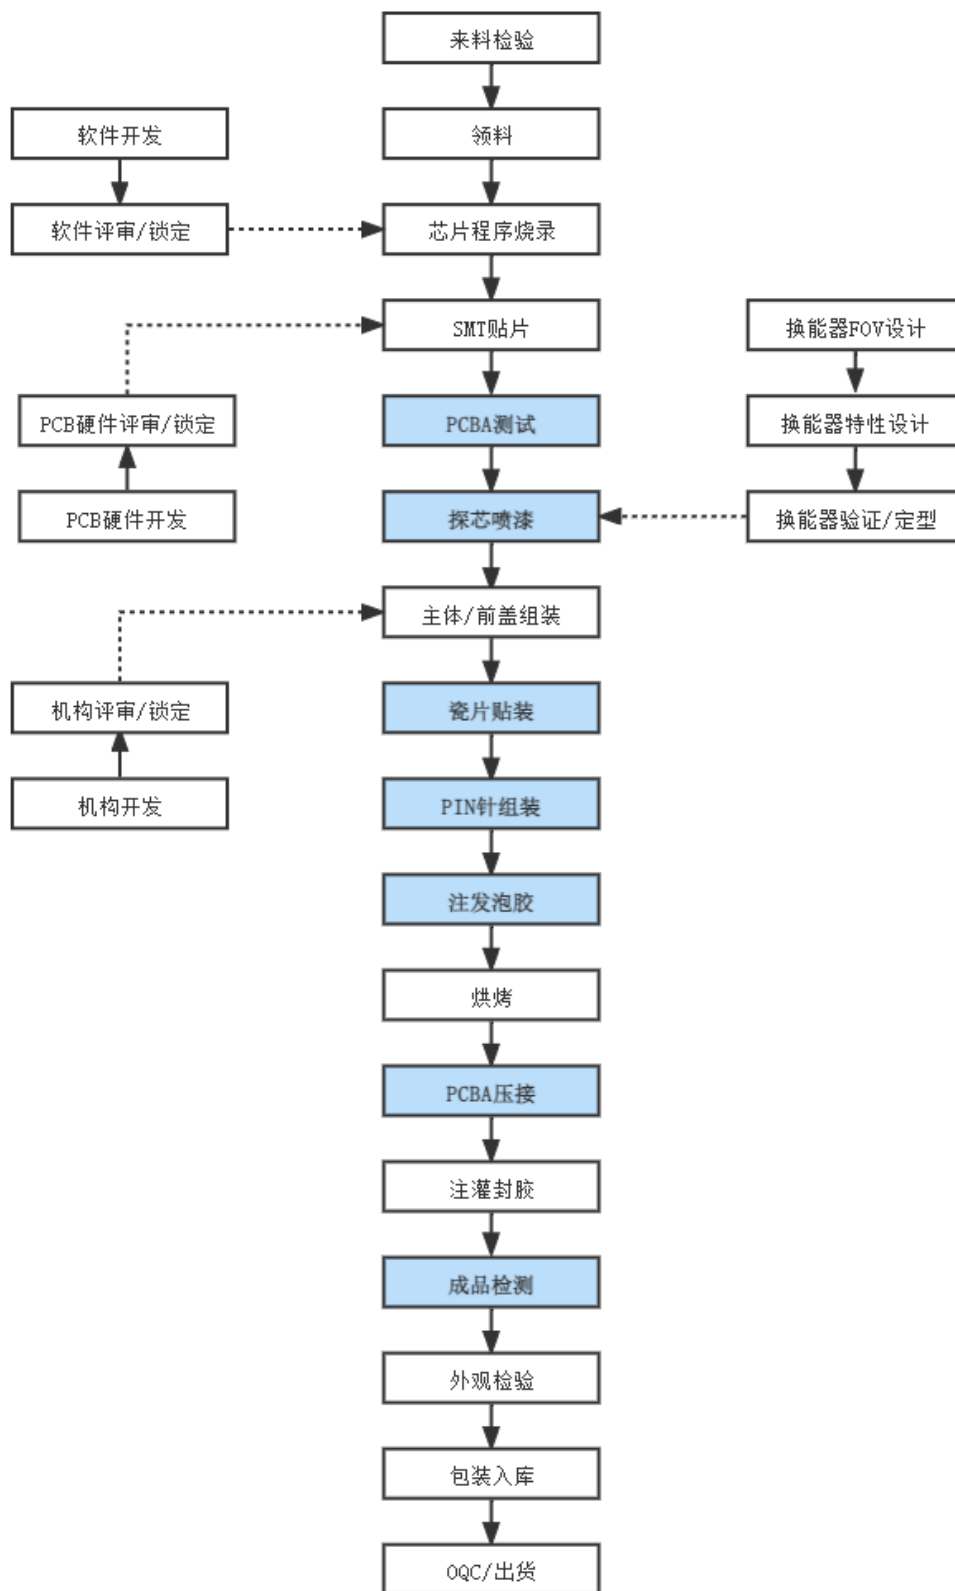 来料检验
软件开发
领料
软件评审/锁定
芯片程序烧录
SMT贴片
换能器FOV设计
PCB硬件评审/锁定
PCBA测试
换能器特性设计
PCB硬件开发
探芯喷漆
换能器验证/定型
主体/前盖组装
机构评审/锁定
瓷片贴装
机构开发
PIN针组装
注发泡胶
烘烤
PCBA压接
注灌封胶
成品检测
外观检验
包装入库
OQC/出货